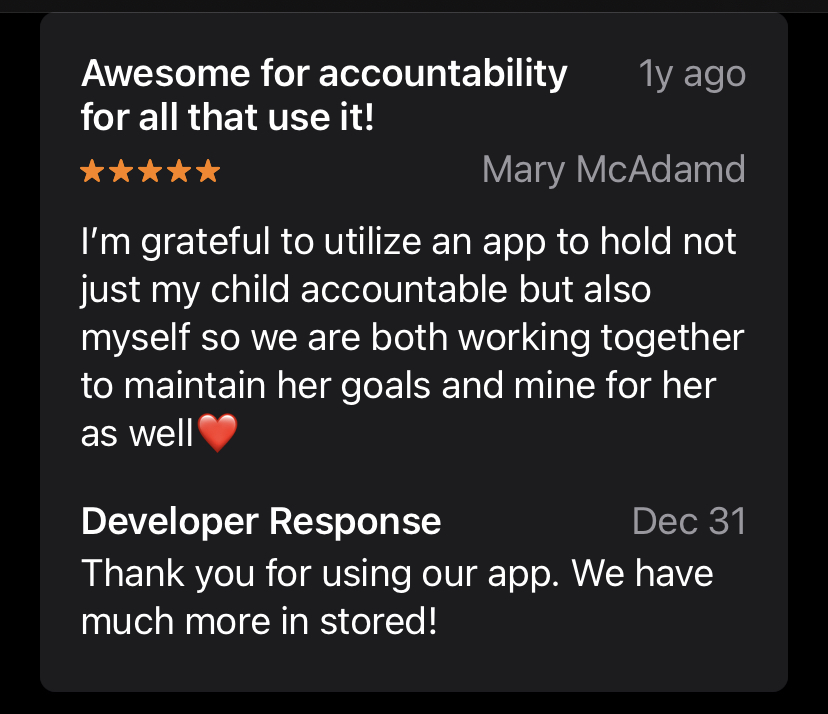 Awesome for accountability
1y ago
for all that use it!
★★★★★
Mary McAdamd
I’m grateful to utilize an app to hold not
just my child accountable but also
myself so we are both working together
to maintain her goals and mine for her
as well❤️
Developer Response
Dec 31
Thank you for using our app. We have
much more in stored!